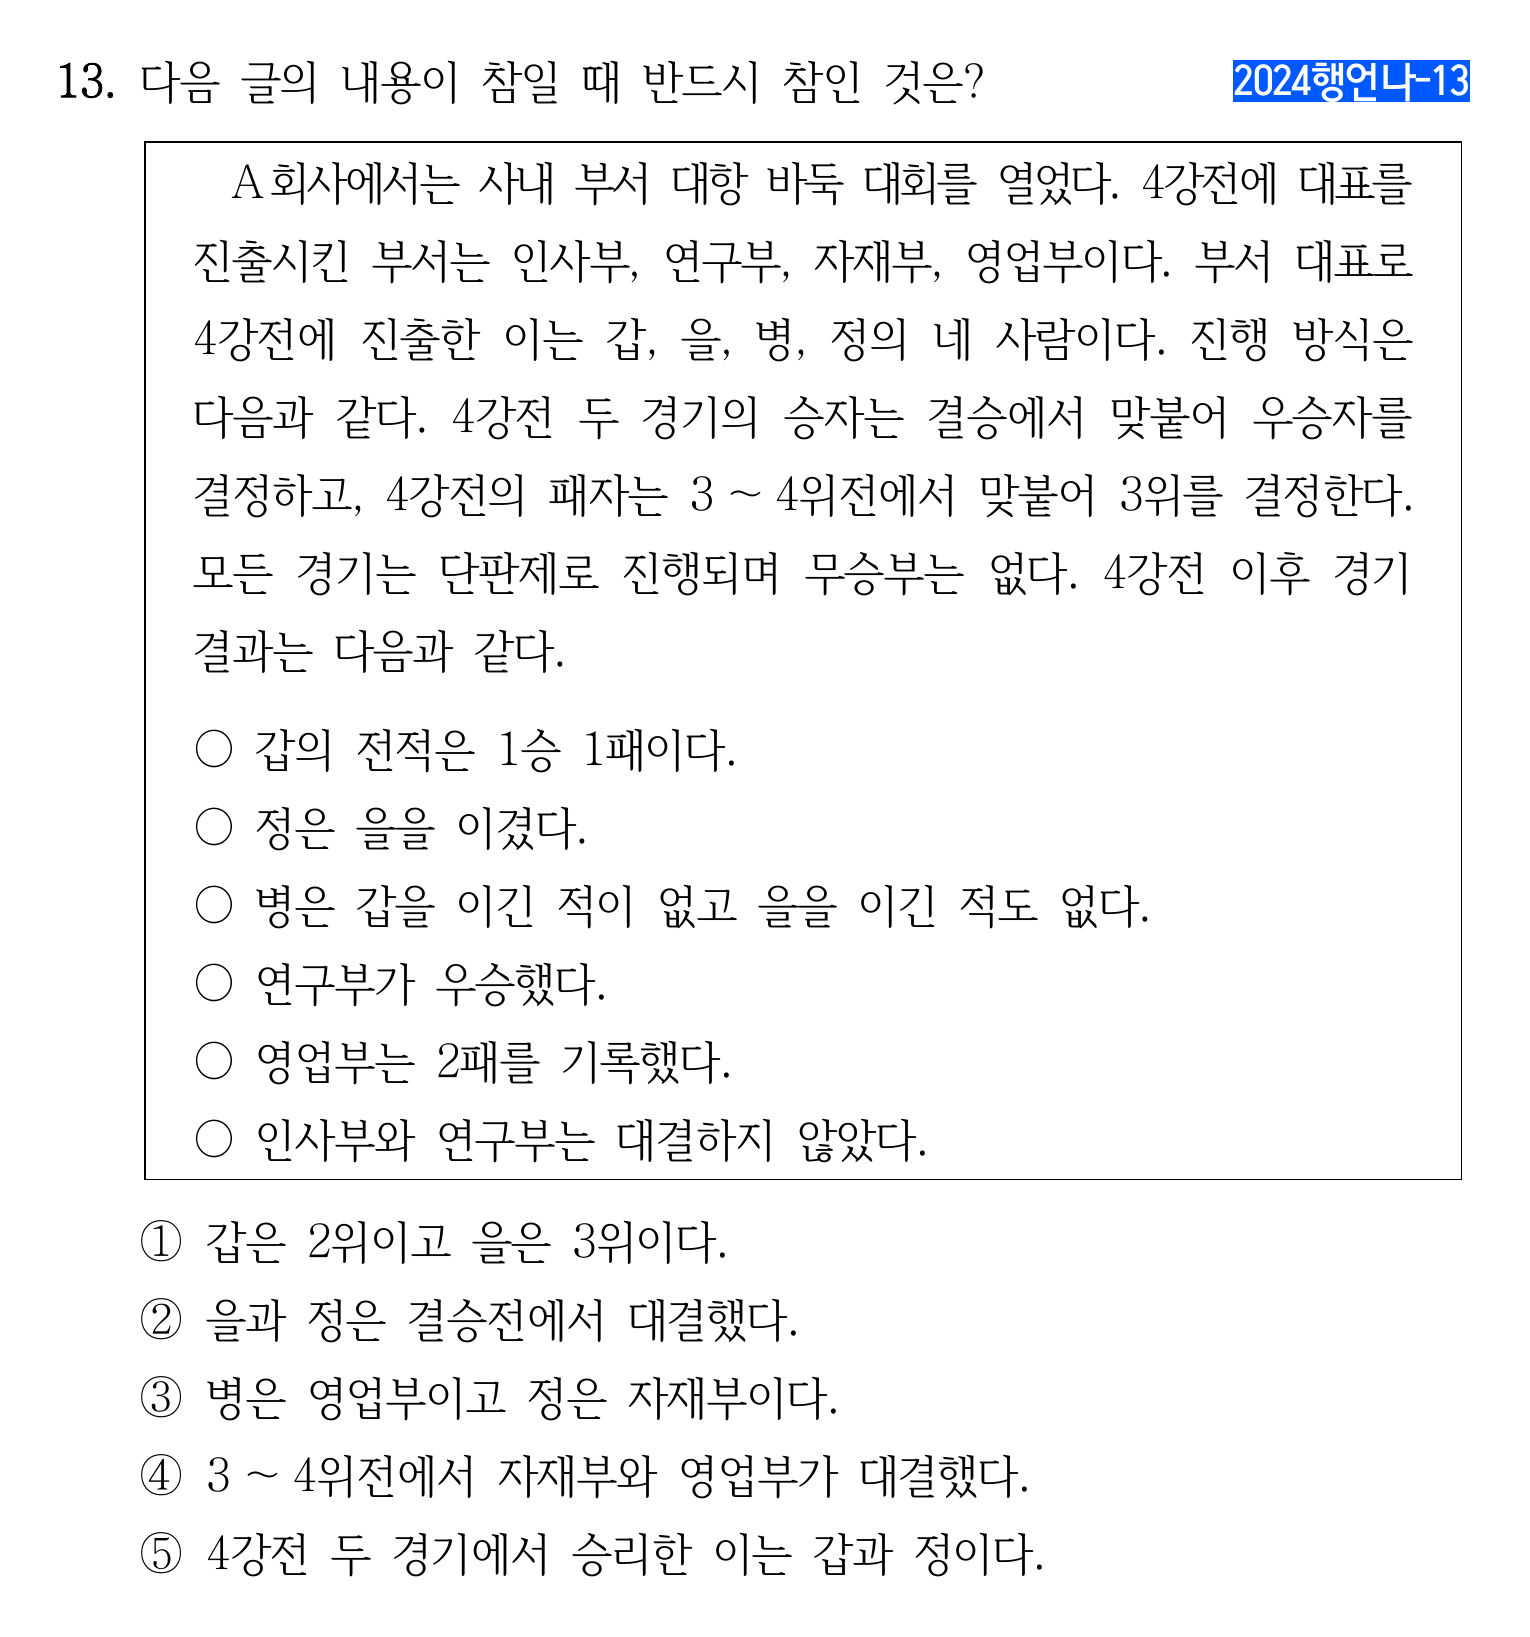 13. 다음 글의 내용이 참일 때 반드시 참인 것은?
2024행언나-13
A회사에서는 사내 부서 대항 바둑 대회를 열었다. 4강전에 대표를
진출시킨 부서는 인사부, 연구부, 자재부, 영업부이다. 부서 대표로
4강전에 진출한 이는 갑, 을, 병, 정의 네 사람이다. 진행 방식은
다음과 같다. 4강전 두 경기의 승자는 결승에서 맞붙어 우승자를
결정하고, 4강전의 패자는 3 ~ 4위전에서 맞붙어 3위를 결정한다.
모든 경기는 단판제로 진행되며 무승부는 없다. 4강전 이후 경기
결과는 다음과 같다.
○ 갑의 전적은 1승 1패이다.
○ 정은 을을 이겼다.
○ 병은 갑을 이긴 적이 없고 을을 이긴 적도 없다.
○ 연구부가 우승했다.
○ 영업부는 2패를 기록했다.
○ 인사부와 연구부는 대결하지 않았다.
① 갑은 2위이고 을은 3위이다.
② 을과 정은 결승전에서 대결했다.
③ 병은 영업부이고 정은 자재부이다.
④ 3 ~ 4위전에서 자재부와 영업부가 대결했다.
⑤ 4강전 두 경기에서 승리한 이는 갑과 정이다.